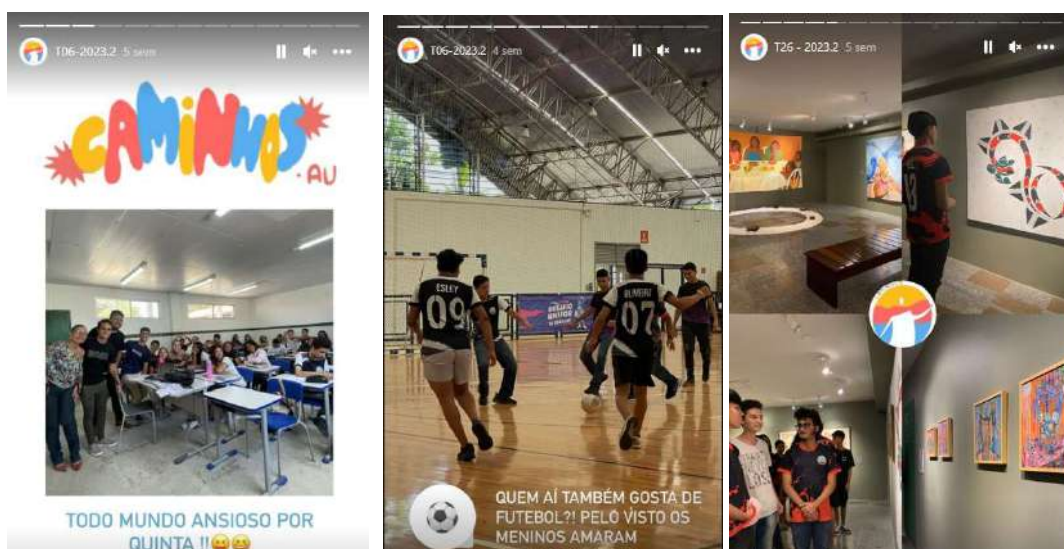 T06-2023.2 5 sem
CAMINHOS
.AU
TODO MUNDO ANSIOSO POR
QUINTA !!
T06-2023.2 4 sem
ESLEY
09
07
QUEM AÍ TAMBÉM GOSTA DE
FUTEBOL?! PELO VISTO OS
MENINOS AMARAM
T26 - 2023.2 5 sem